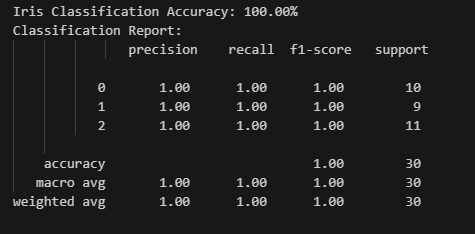 Iris Classification Accuracy: 100.00%
Classification Report:
precision recall f1-score support
0 1.00 1.00 1.00 10
1 1.00 1.00 1.00 9
2 1.00 1.00 1.00 11
accuracy 1.00 30
macro avg 1.00 1.00 1.00 30
weighted avg 1.00 1.00 1.00 30